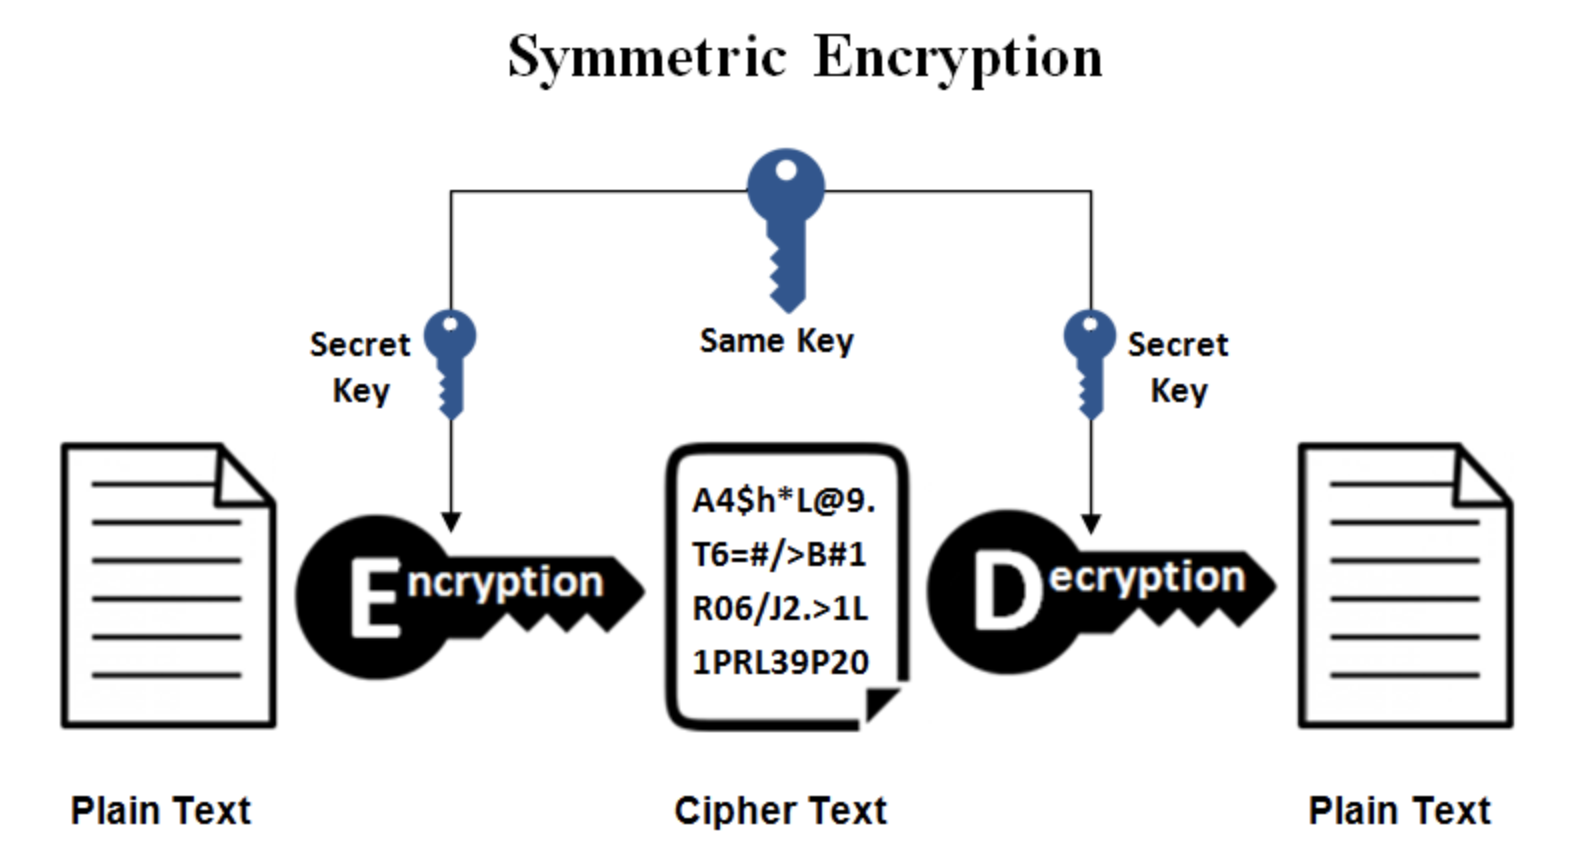 Symmetric Encryption
Same Key
Secret
Key
Secret
Key
Encryption
A4$h*L@9.
T6=#/>B#1
R06/J2.>1L
1PRL39P20
Decryption
Plain Text
Cipher Text
Plain Text